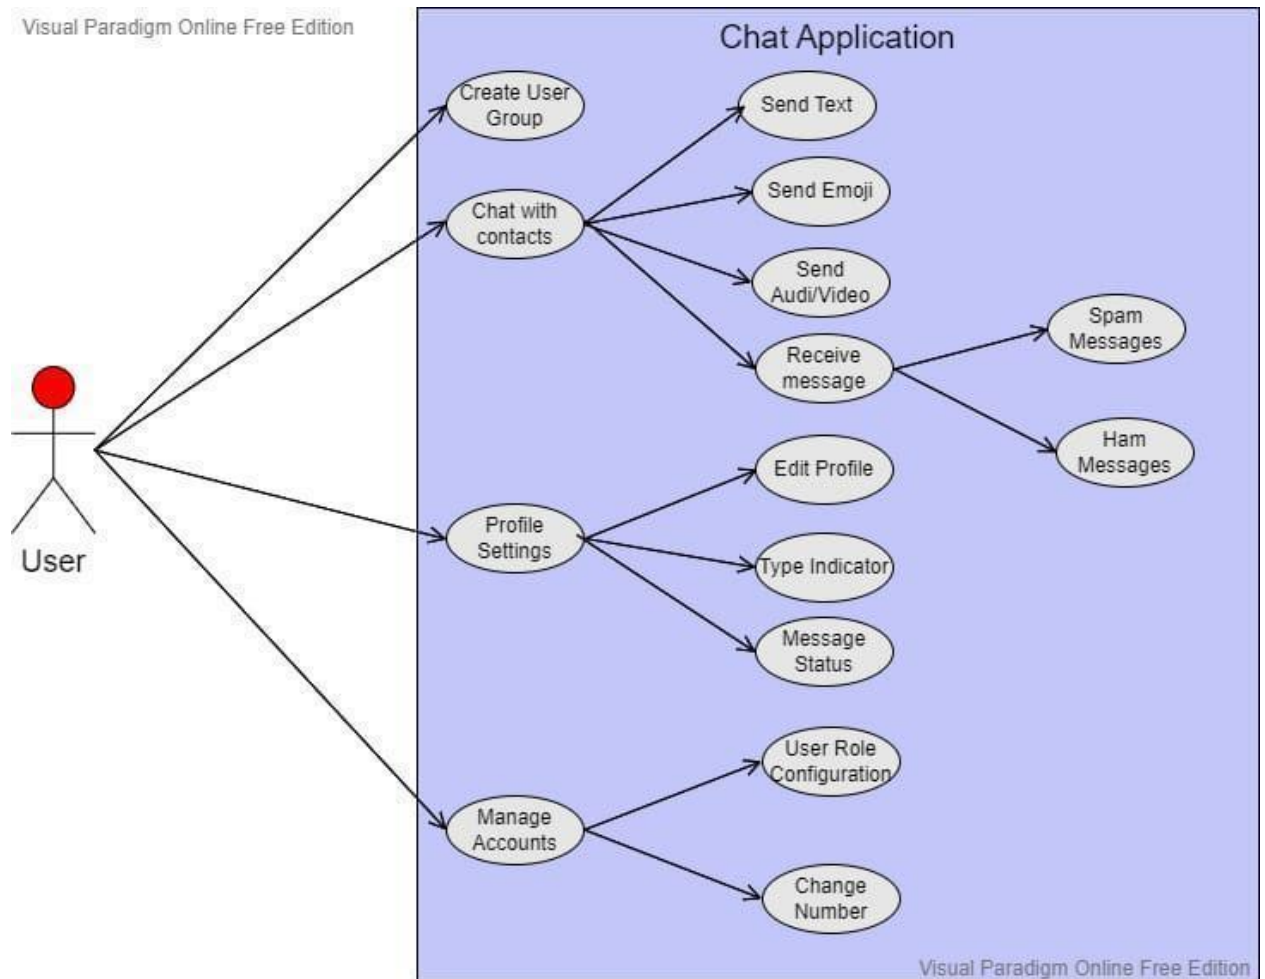 Visual Paradigm Online Free Edition
Chat Application
Create User
Group
Send Text
Chat with
contacts
Send Emoji
Send
Audi/Video
Receive
message
Spam
Messages
Ham
Messages
User
Profile
Settings
Edit Profile
Type Indicator
Message
Status
Manage
Accounts
User Role
Configuration
Change
Number
Visual Paradigm Online Free Edition